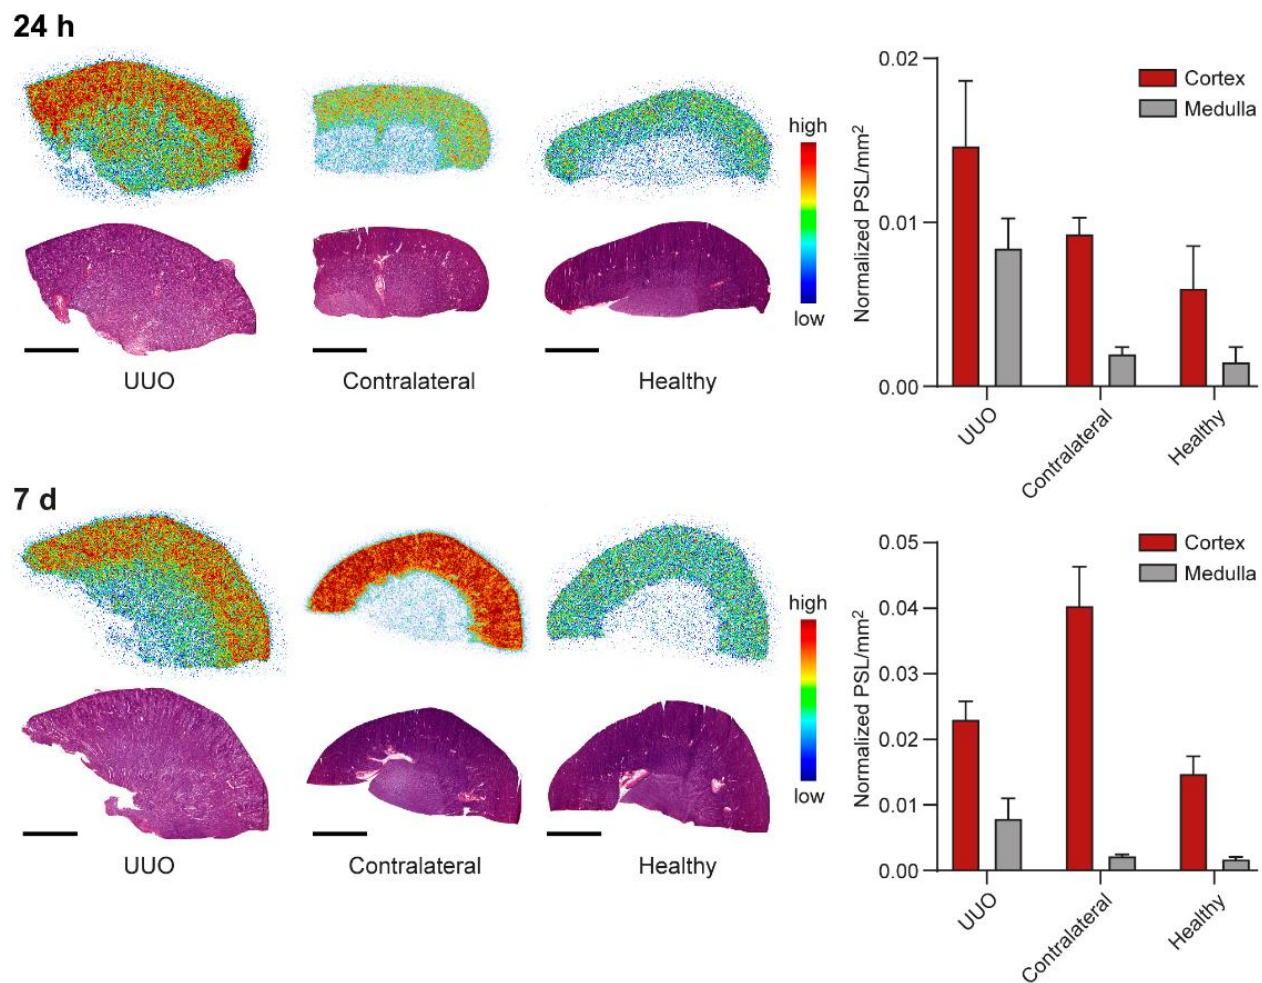 24 h
high
low
UUO
Contralateral
Healthy
Normalized PSL/mm²
0.02
0.01
0.00
Cortex
Medulla
UUO
Contralateral
Healthy
7 d
high
low
UUO
Contralateral
Healthy
Normalized PSL/mm²
0.05
0.04
0.03
0.02
0.01
0.00
Cortex
Medulla
UUO
Contralateral
Healthy